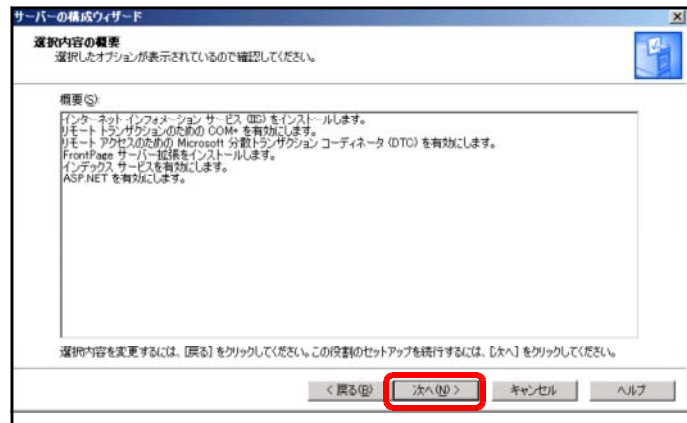 サーバーの構成ウィザード
選択内容の概要
選択したオプションが表示されているので確認してください。
概要(S):
インターネット インフォメーション サービス (IIS) をインストールします。
リモート トランザクションのための COM+ を有効にします。
リモート アクセスのための Microsoft 分散トランザクション コーディネータ (DTC) を有効にします。
FrontPage サーバー拡張をインストールします。
インデックス サービスを有効にします。
ASP.NET を有効にします。
選択内容を変更するには、[戻る] をクリックしてください。この役割のセットアップを続行するには、[次へ] をクリックしてください。
< 戻る(B) 次へ(N) > キャンセル ヘルプ